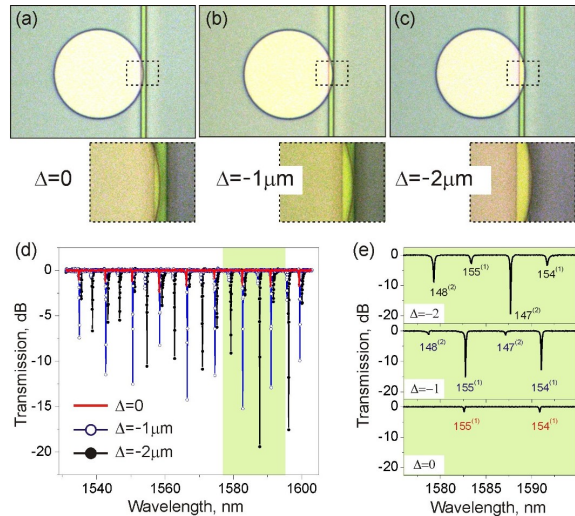 (a)
(b)
(c)
Δ=0
Δ=-1μm
Δ=-2μm
(d)
Transmission, dB
0
-5
-10
-15
-20
Δ=0
Δ=-1μm
Δ=-2μm
1540
1560
1580
1600
Wavelength, nm
(e)
Transmission, dB
0
-10
-20
148⁽²⁾
155⁽¹⁾
147⁽²⁾
154⁽¹⁾
Δ=-2
0
-10
-20
148⁽²⁾
155⁽¹⁾
147⁽²⁾
154⁽¹⁾
Δ=-1
0
-10
-20
155⁽¹⁾
154⁽¹⁾
Δ=0
1580
1585
1590
Wavelength, nm